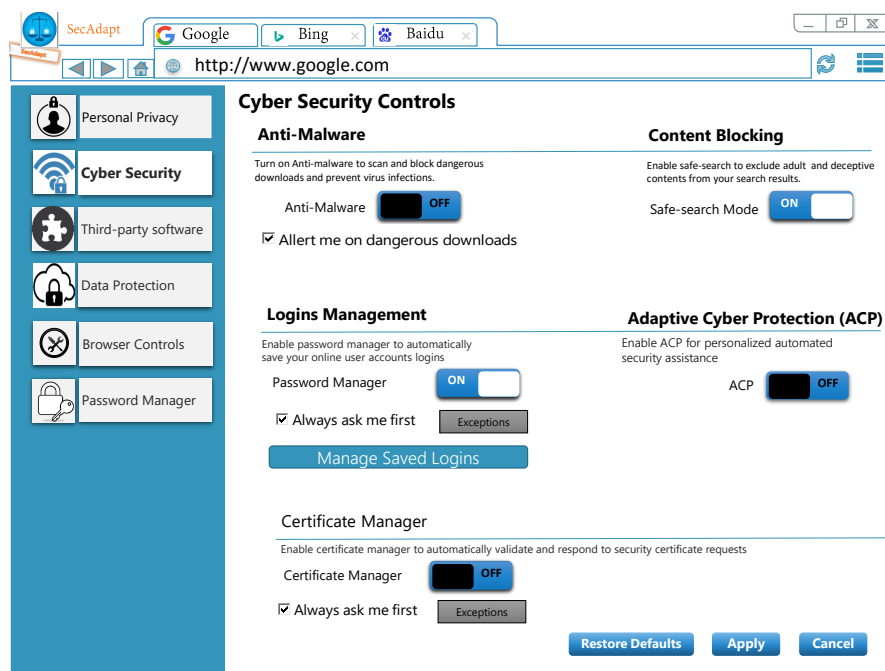 SecAdapt
Google
Bing
Baidu
SecAdapt
http://www.google.com
Personal Privacy
Cyber Security
Third-party software
Data Protection
Browser Controls
Password Manager
Cyber Security Controls
Anti-Malware
Turn on Anti-malware to scan and block dangerous
downloads and prevent virus infections.
Anti-Malware OFF
Allert me on dangerous downloads
Content Blocking
Enable safe-search to exclude adult and deceptive
contents from your search results.
Safe-search Mode ON
Logins Management
Enable password manager to automatically
save your online user accounts logins
Password Manager ON
Always ask me first Exceptions
Manage Saved Logins
Adaptive Cyber Protection (ACP)
Enable ACP for personalized automated
security assistance
ACP OFF
Certificate Manager
Enable certificate manager to automatically validate and respond to security certificate requests
Certificate Manager OFF
Always ask me first Exceptions
Restore Defaults Apply Cancel